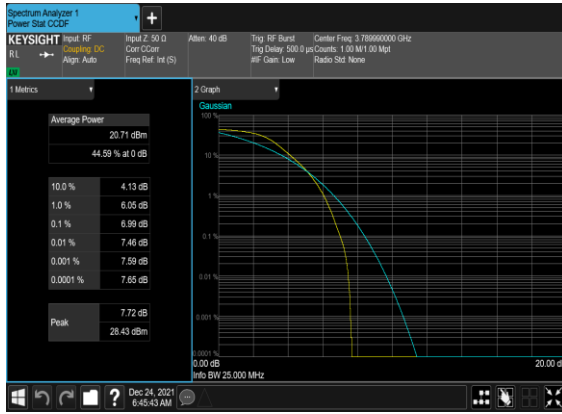 Spectrum Analyzer 1
Power Stat CCDF
KEYSIGHT
RL
LXI
Input: RF
Coupling: DC
Align: Auto
Input Z: 50 Ω
Corr CCorr
Freq Ref: Int (S)
Atten: 40 dB
Trig: RF Burst
Trig Delay: 500.0 µs
#IF Gain: Low
Center Freq: 3.789990000 GHz
Counts: 1.00 M/1.00 Mpt
Radio Std: None
1 Metrics
Average Power
20.71 dBm
44.59 % at 0 dB
10.0 % 4.13 dB
1.0 % 6.05 dB
0.1 % 6.99 dB
0.01 % 7.46 dB
0.001 % 7.59 dB
0.0001 % 7.65 dB
Peak
7.72 dB
28.43 dBm
2 Graph
Gaussian
100 %
10 %
1 %
0.1 %
0.01 %
0.001 %
0.0001 %
0.00 dB
20.00 dB
Info BW 25.000 MHz
?
Dec 24, 2021
6:45:43 AM